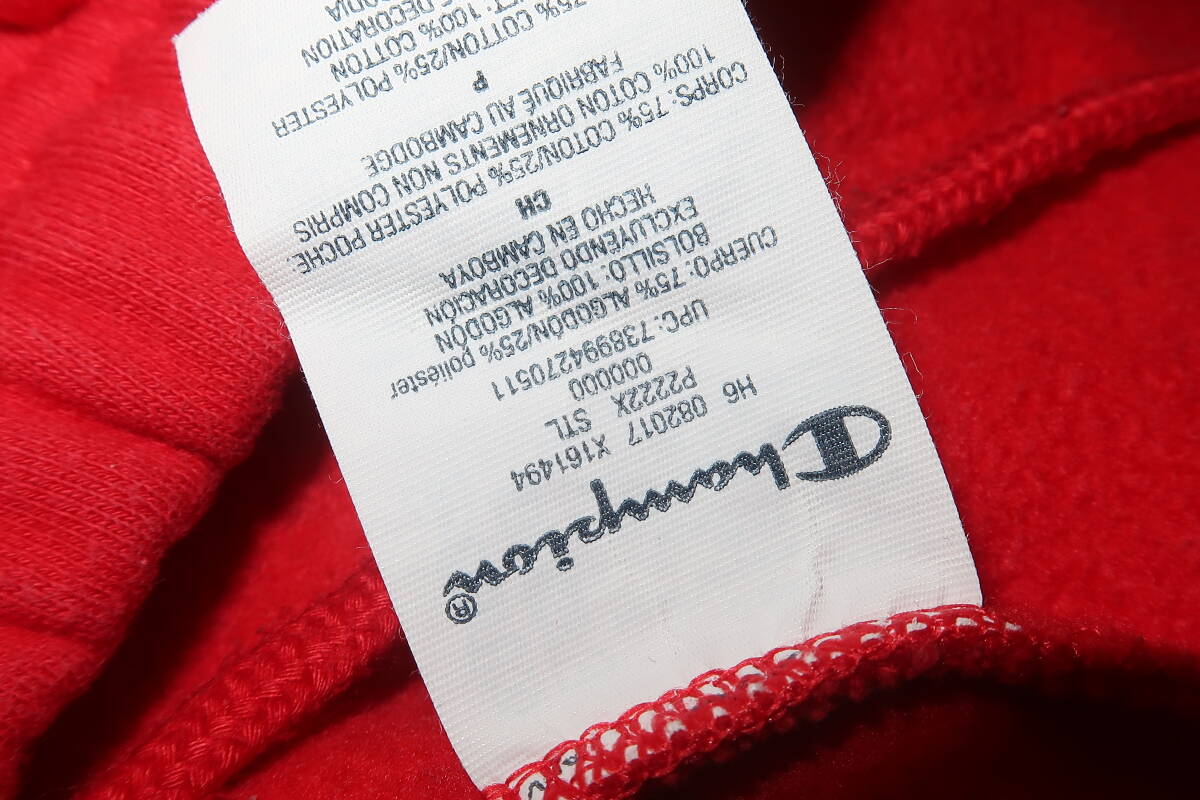 Champion®
H6 082017 X161494
P2222X STL
000000
UPC: 738994270511
CUERPO: 75% ALGODÓN/25% poliéster
BOLSILLO: 100% ALGODÓN
EXCLUYENDO DECORACIÓN
HECHO EN CAMBOYA
CH
CORPS: 75% COTON/25% POLYESTER POCHE:
100% COTON ORNEMENTS NON COMPRIS
FABRIQUÉ AU CAMBODGE
P
75% COTTON/25% POLYESTER
100% COTTON
DECORATION